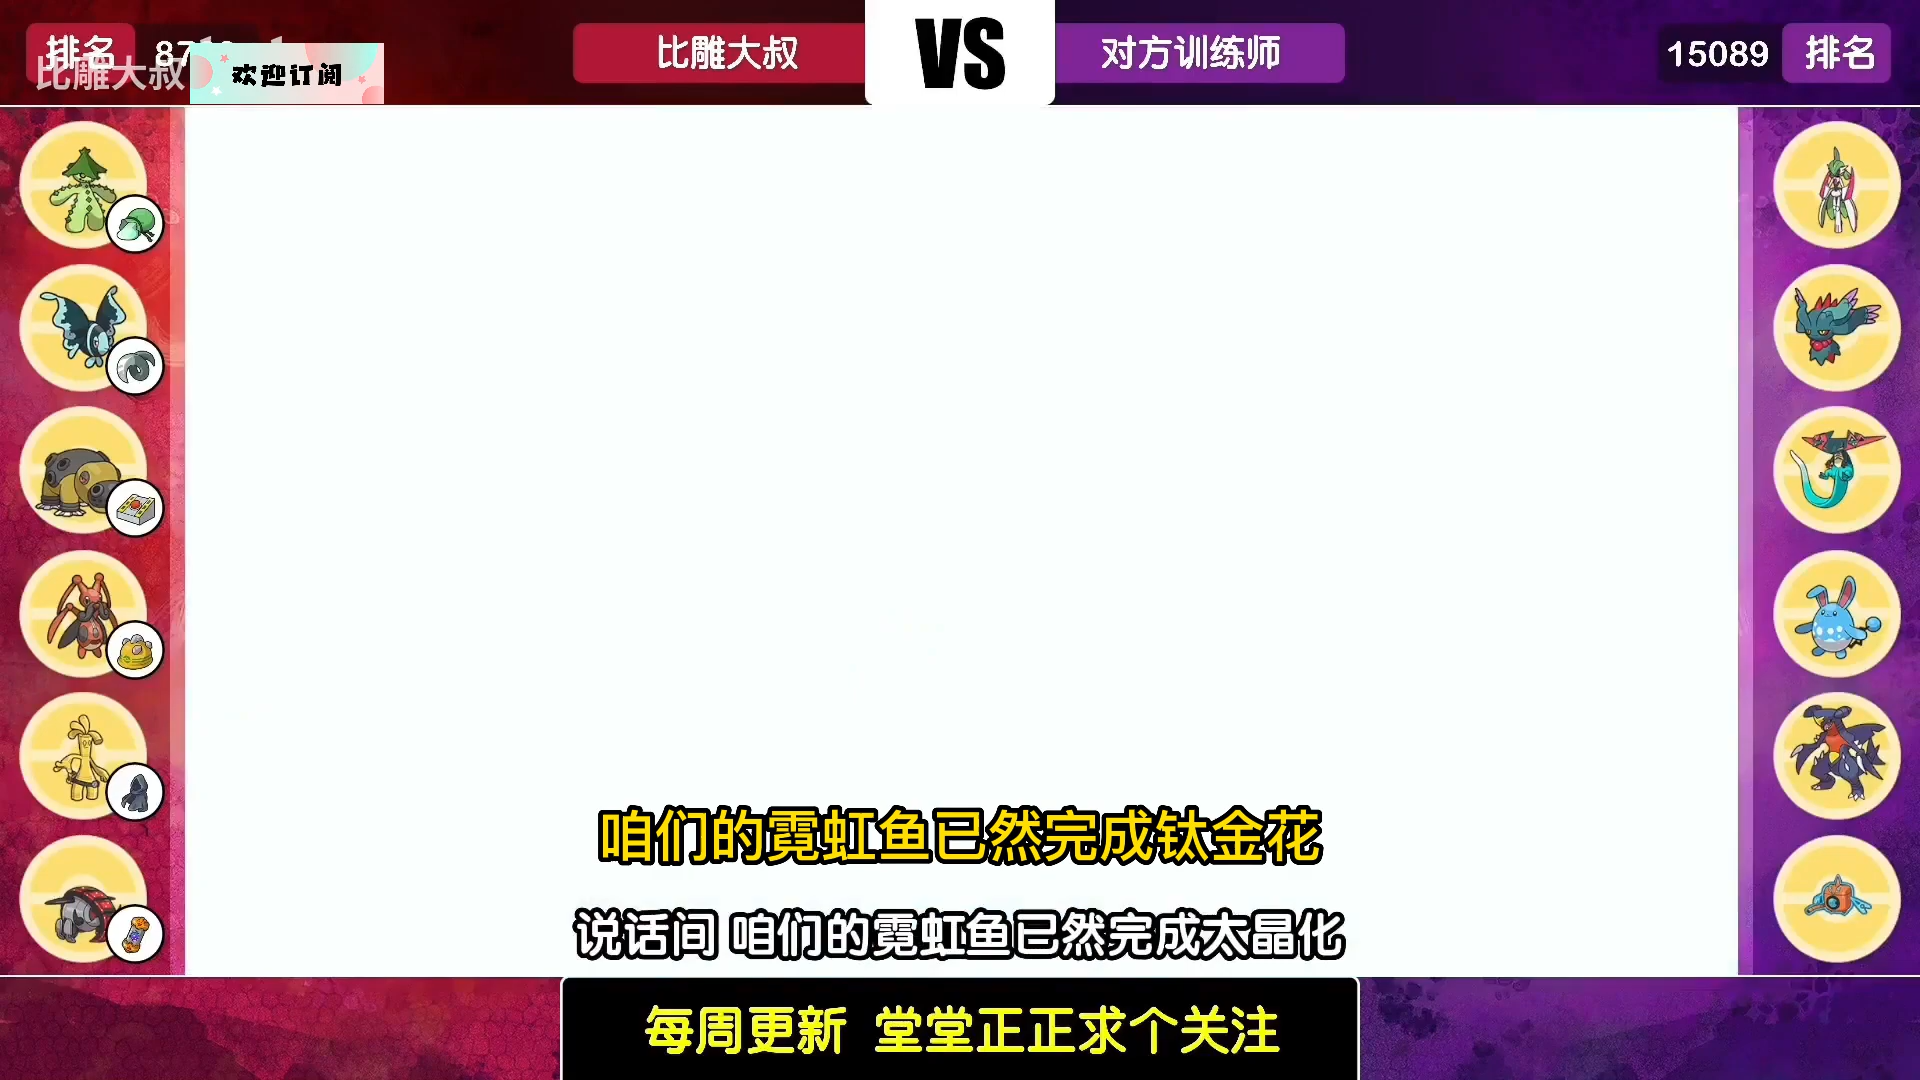 排名
比雕大叔
欢迎订阅
比雕大叔
VS
对方训练师
15089
排名
咱们的霓虹鱼已然完成钛金花
说话间 咱们的霓虹鱼已然完成太晶化
每周更新 堂堂正正求个关注